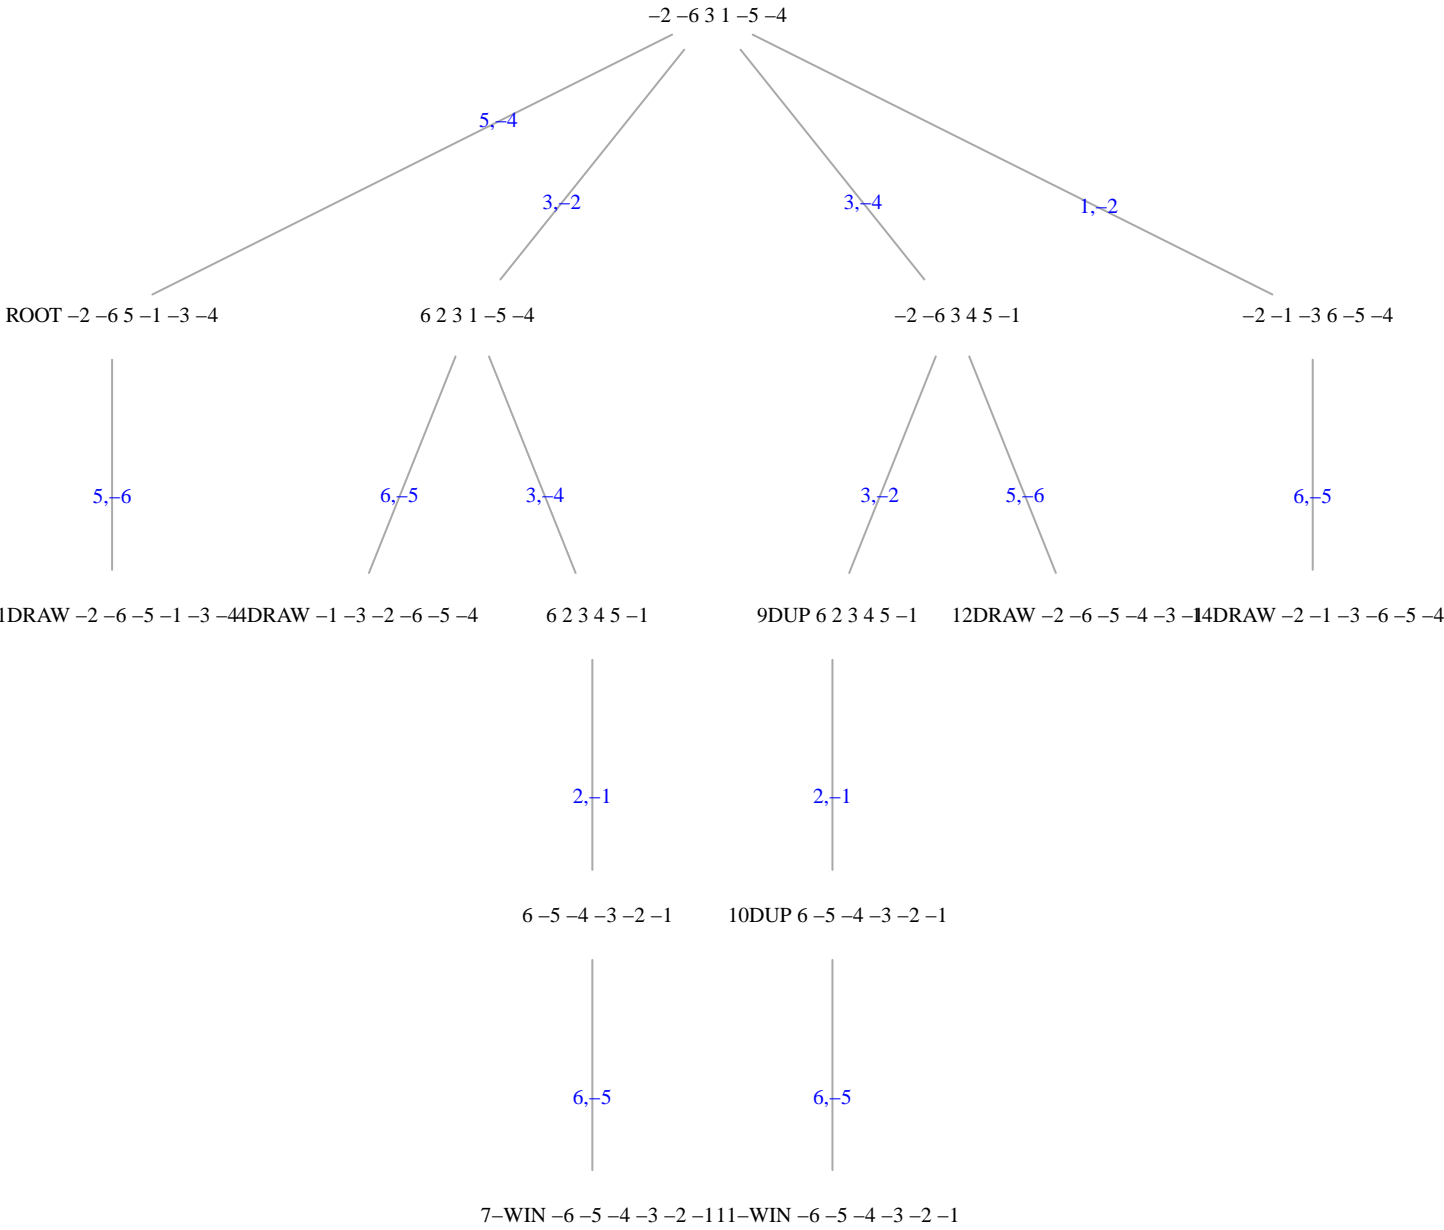 –2 –6 3 1 –5 –4
5,–4
3,–2
3,–4
1,–2
ROOT –2 –6 5 –1 –3 –4
6 2 3 1 –5 –4
–2 –6 3 4 5 –1
–2 –1 –3 6 –5 –4
5,–6
6,–5
3,–4
3,–2
5,–6
6,–5
1DRAW –2 –6 –5 –1 –3 –4
4DRAW –1 –3 –2 –6 –5 –4
6 2 3 4 5 –1
9DUP 6 2 3 4 5 –1
12DRAW –2 –6 –5 –4 –3 –1
14DRAW –2 –1 –3 –6 –5 –4
2,–1
2,–1
6 –5 –4 –3 –2 –1
10DUP 6 –5 –4 –3 –2 –1
6,–5
6,–5
7–WIN –6 –5 –4 –3 –2 –1
11–WIN –6 –5 –4 –3 –2 –1